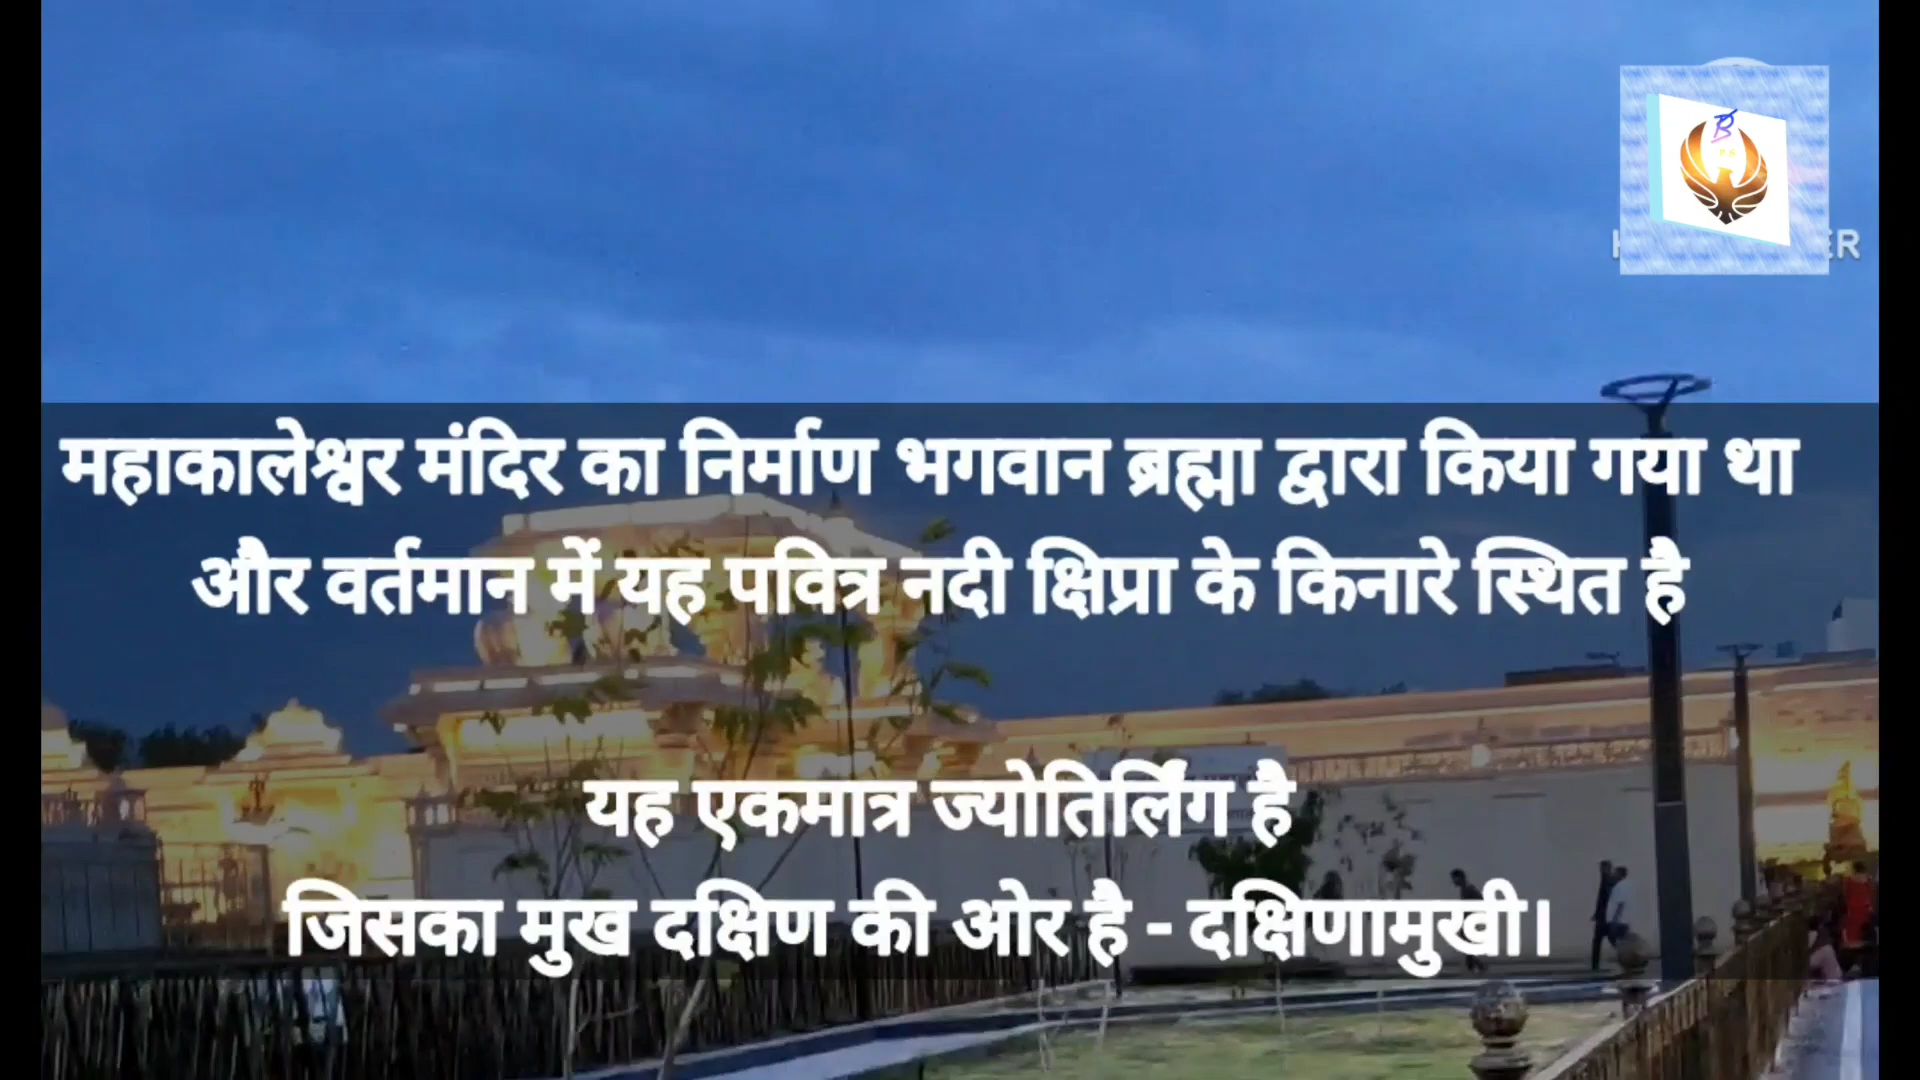 महाकालेश्वर मंदिर का निर्माण भगवान ब्रह्मा द्वारा किया गया था
और वर्तमान में यह पवित्र नदी क्षिप्रा के किनारे स्थित है
यह एकमात्र ज्योतिर्लिंग है
जिसका मुख दक्षिण की ओर है - दक्षिणामुखी।